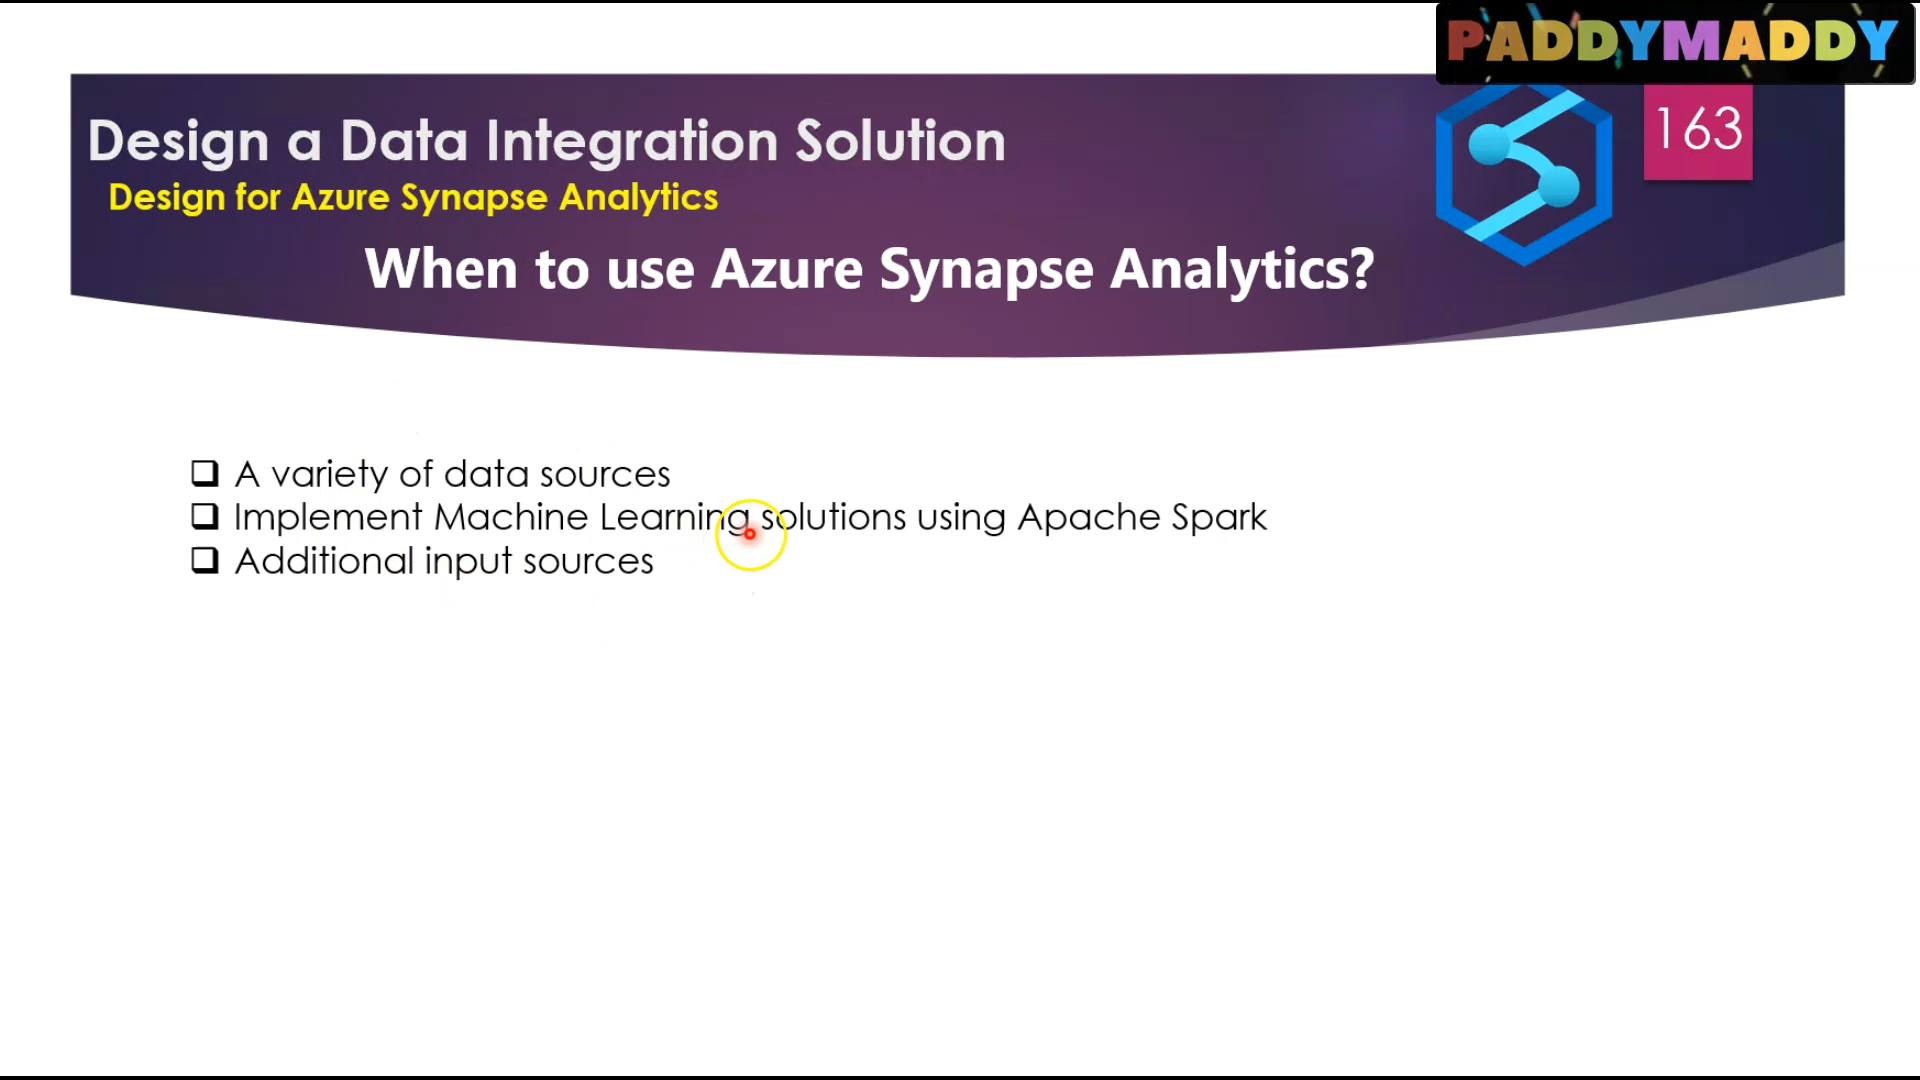 PADDYMADDY
Design a Data Integration Solution
163
Design for Azure Synapse Analytics
When to use Azure Synapse Analytics?
A variety of data sources
Implement Machine Learning solutions using Apache Spark
Additional input sources